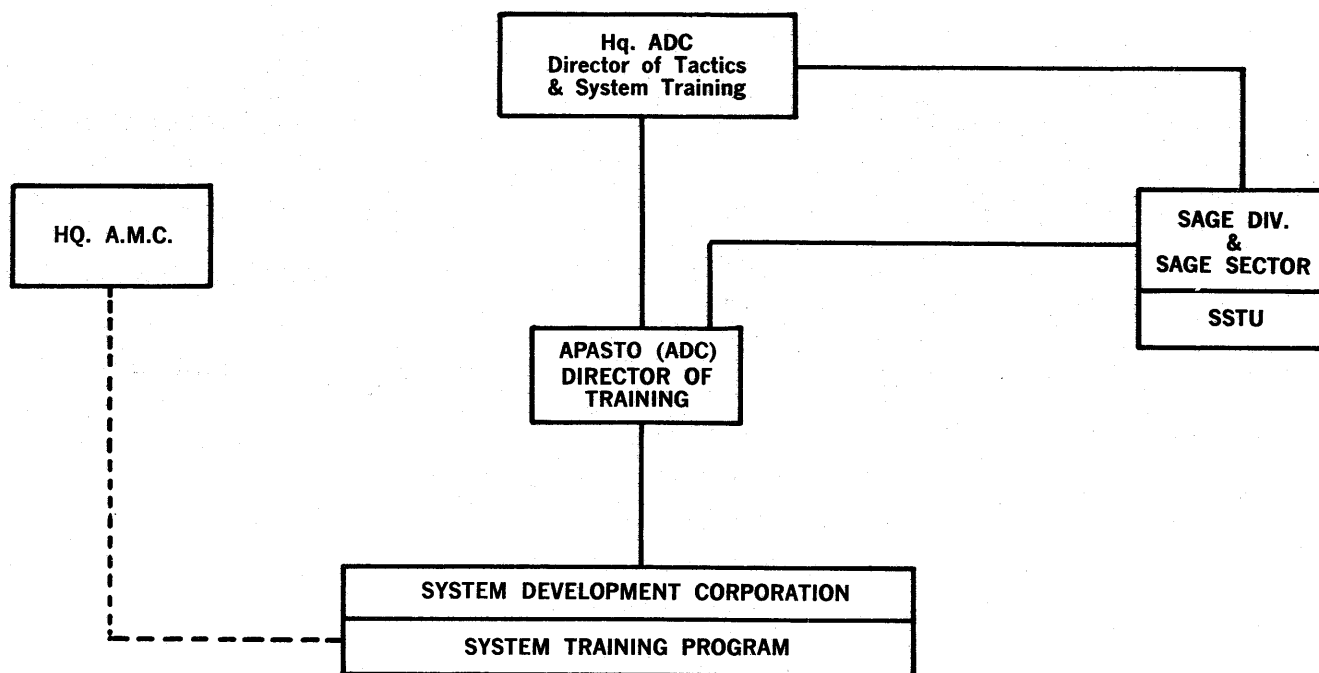 Hq. ADC
Director of Tactics
& System Training
HQ. A.M.C.
SAGE DIV.
&
SAGE SECTOR
SSTU
APASTO (ADC)
DIRECTOR OF
TRAINING
SYSTEM DEVELOPMENT CORPORATION
SYSTEM TRAINING PROGRAM